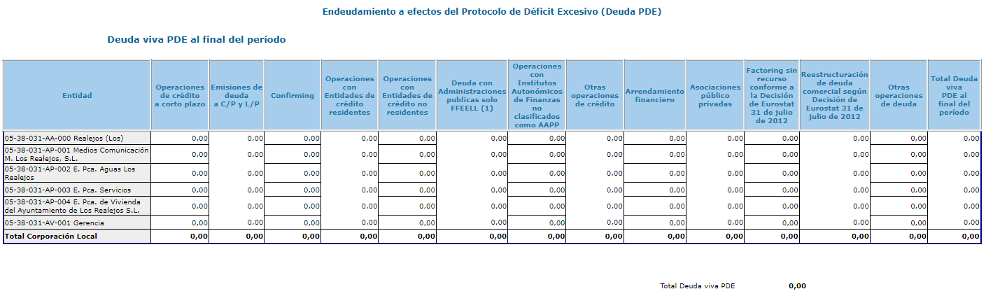 Endeudamiento a efectos del Protocolo de Déficit Excesivo (Deuda PDE)
Deuda viva PDE al final del período
Entidad
Operaciones
de crédito
a corto plazo
Emisiones de
deuda
a C/P y L/P
Confirming
Operaciones
con
Entidades de
crédito
residentes
Operaciones
con
Entidades de
crédito no
residentes
Deuda con
Administraciones
publicas solo
FFEELL (1)
Operaciones
con
Institutos
Autonómicos
de Finanzas
no
clasificados
como AAPP
Otras
operaciones
de crédito
Arrendamiento
financiero
Asociaciones
público
privadas
Factoring sin
recurso
conforme a
la Decisión
de Eurostat
31 de julio
de 2012
Reestructuración
de deuda
comercial según
Decisión de
Eurostat 31 de
julio de 2012
Otras
operaciones
de deuda
Total Deuda
viva
PDE al
final del
período
05-38-031-AA-000 Realejos (Los) 0,00 0,00 0,00 0,00 0,00 0,00 0,00 0,00 0,00 0,00 0,00 0,00 0,00 0,00
05-38-031-AP-001 Medios Comunicación
M. Los Realejos, S.L. 0,00 0,00 0,00 0,00 0,00 0,00 0,00 0,00 0,00 0,00 0,00 0,00 0,00 0,00
05-38-031-AP-002 E. Pca. Aguas Los
Realejos 0,00 0,00 0,00 0,00 0,00 0,00 0,00 0,00 0,00 0,00 0,00 0,00 0,00 0,00
05-38-031-AP-003 E. Pca. Servicios 0,00 0,00 0,00 0,00 0,00 0,00 0,00 0,00 0,00 0,00 0,00 0,00 0,00 0,00
05-38-031-AP-004 E. Pca. de Vivienda
del Ayuntamiento de Los Realejos S.L. 0,00 0,00 0,00 0,00 0,00 0,00 0,00 0,00 0,00 0,00 0,00 0,00 0,00 0,00
05-38-031-AV-001 Gerencia 0,00 0,00 0,00 0,00 0,00 0,00 0,00 0,00 0,00 0,00 0,00 0,00 0,00 0,00
Total Corporación Local 0,00 0,00 0,00 0,00 0,00 0,00 0,00 0,00 0,00 0,00 0,00 0,00 0,00 0,00
Total Deuda viva PDE 0,00